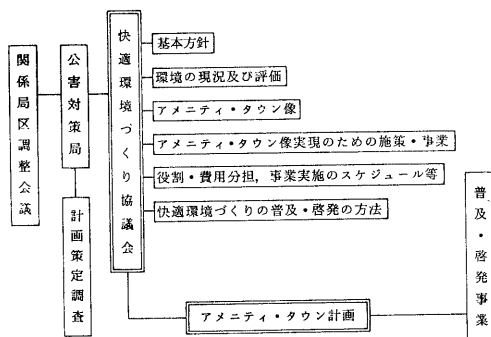 関係局区調整会議
公害対策局
計画策定調査
快適環境づくり協議会
基本方針
環境の現況及び評価
アメニティ・タウン像
アメニティ・タウン像実現のための施策・事業
役割・費用分担，事業実施のスケジュール等
快適環境づくりの普及・啓発の方法
アメニティ・タウン計画
普及・啓発事業